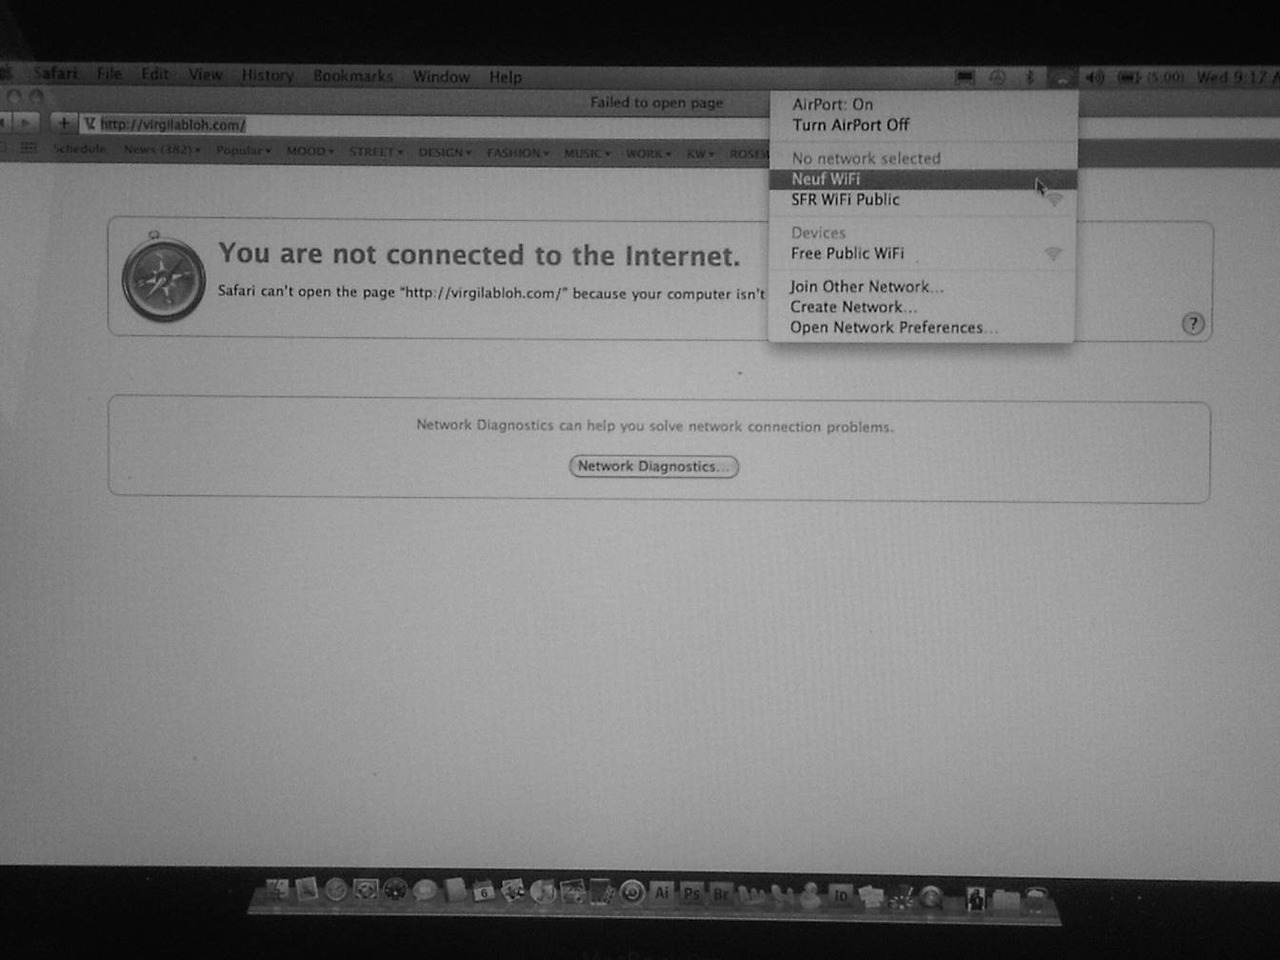 Safari File Edit View History Bookmarks Window Help (5:00) Wed 9:17 A
Failed to open page
http://virgilabloh.com/
Schedule News (382) Popular MOOD STREET DESIGN FASHION MUSIC WORK KW ROSEW
AirPort: On
Turn AirPort Off
No network selected
Neuf WiFi
SFR WiFi Public
Devices
Free Public WiFi
Join Other Network...
Create Network...
Open Network Preferences...
You are not connected to the Internet.
Safari can't open the page "http://virgilabloh.com/" because your computer isn't
?
Network Diagnostics can help you solve network connection problems.
Network Diagnostics...
6 Ai Ps Br ID